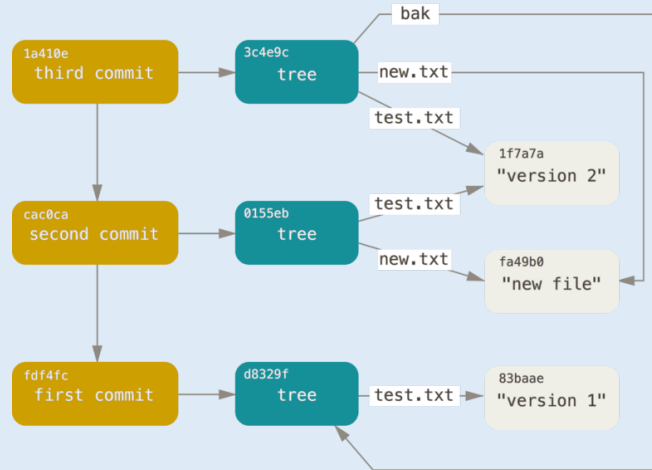 bak
1a410e
third commit
3c4e9c
tree
new.txt
test.txt
1f7a7a
"version 2"
cac0ca
second commit
0155eb
tree
test.txt
new.txt
fa49b0
"new file"
fdf4fc
first commit
d8329f
tree
test.txt
83baae
"version 1"